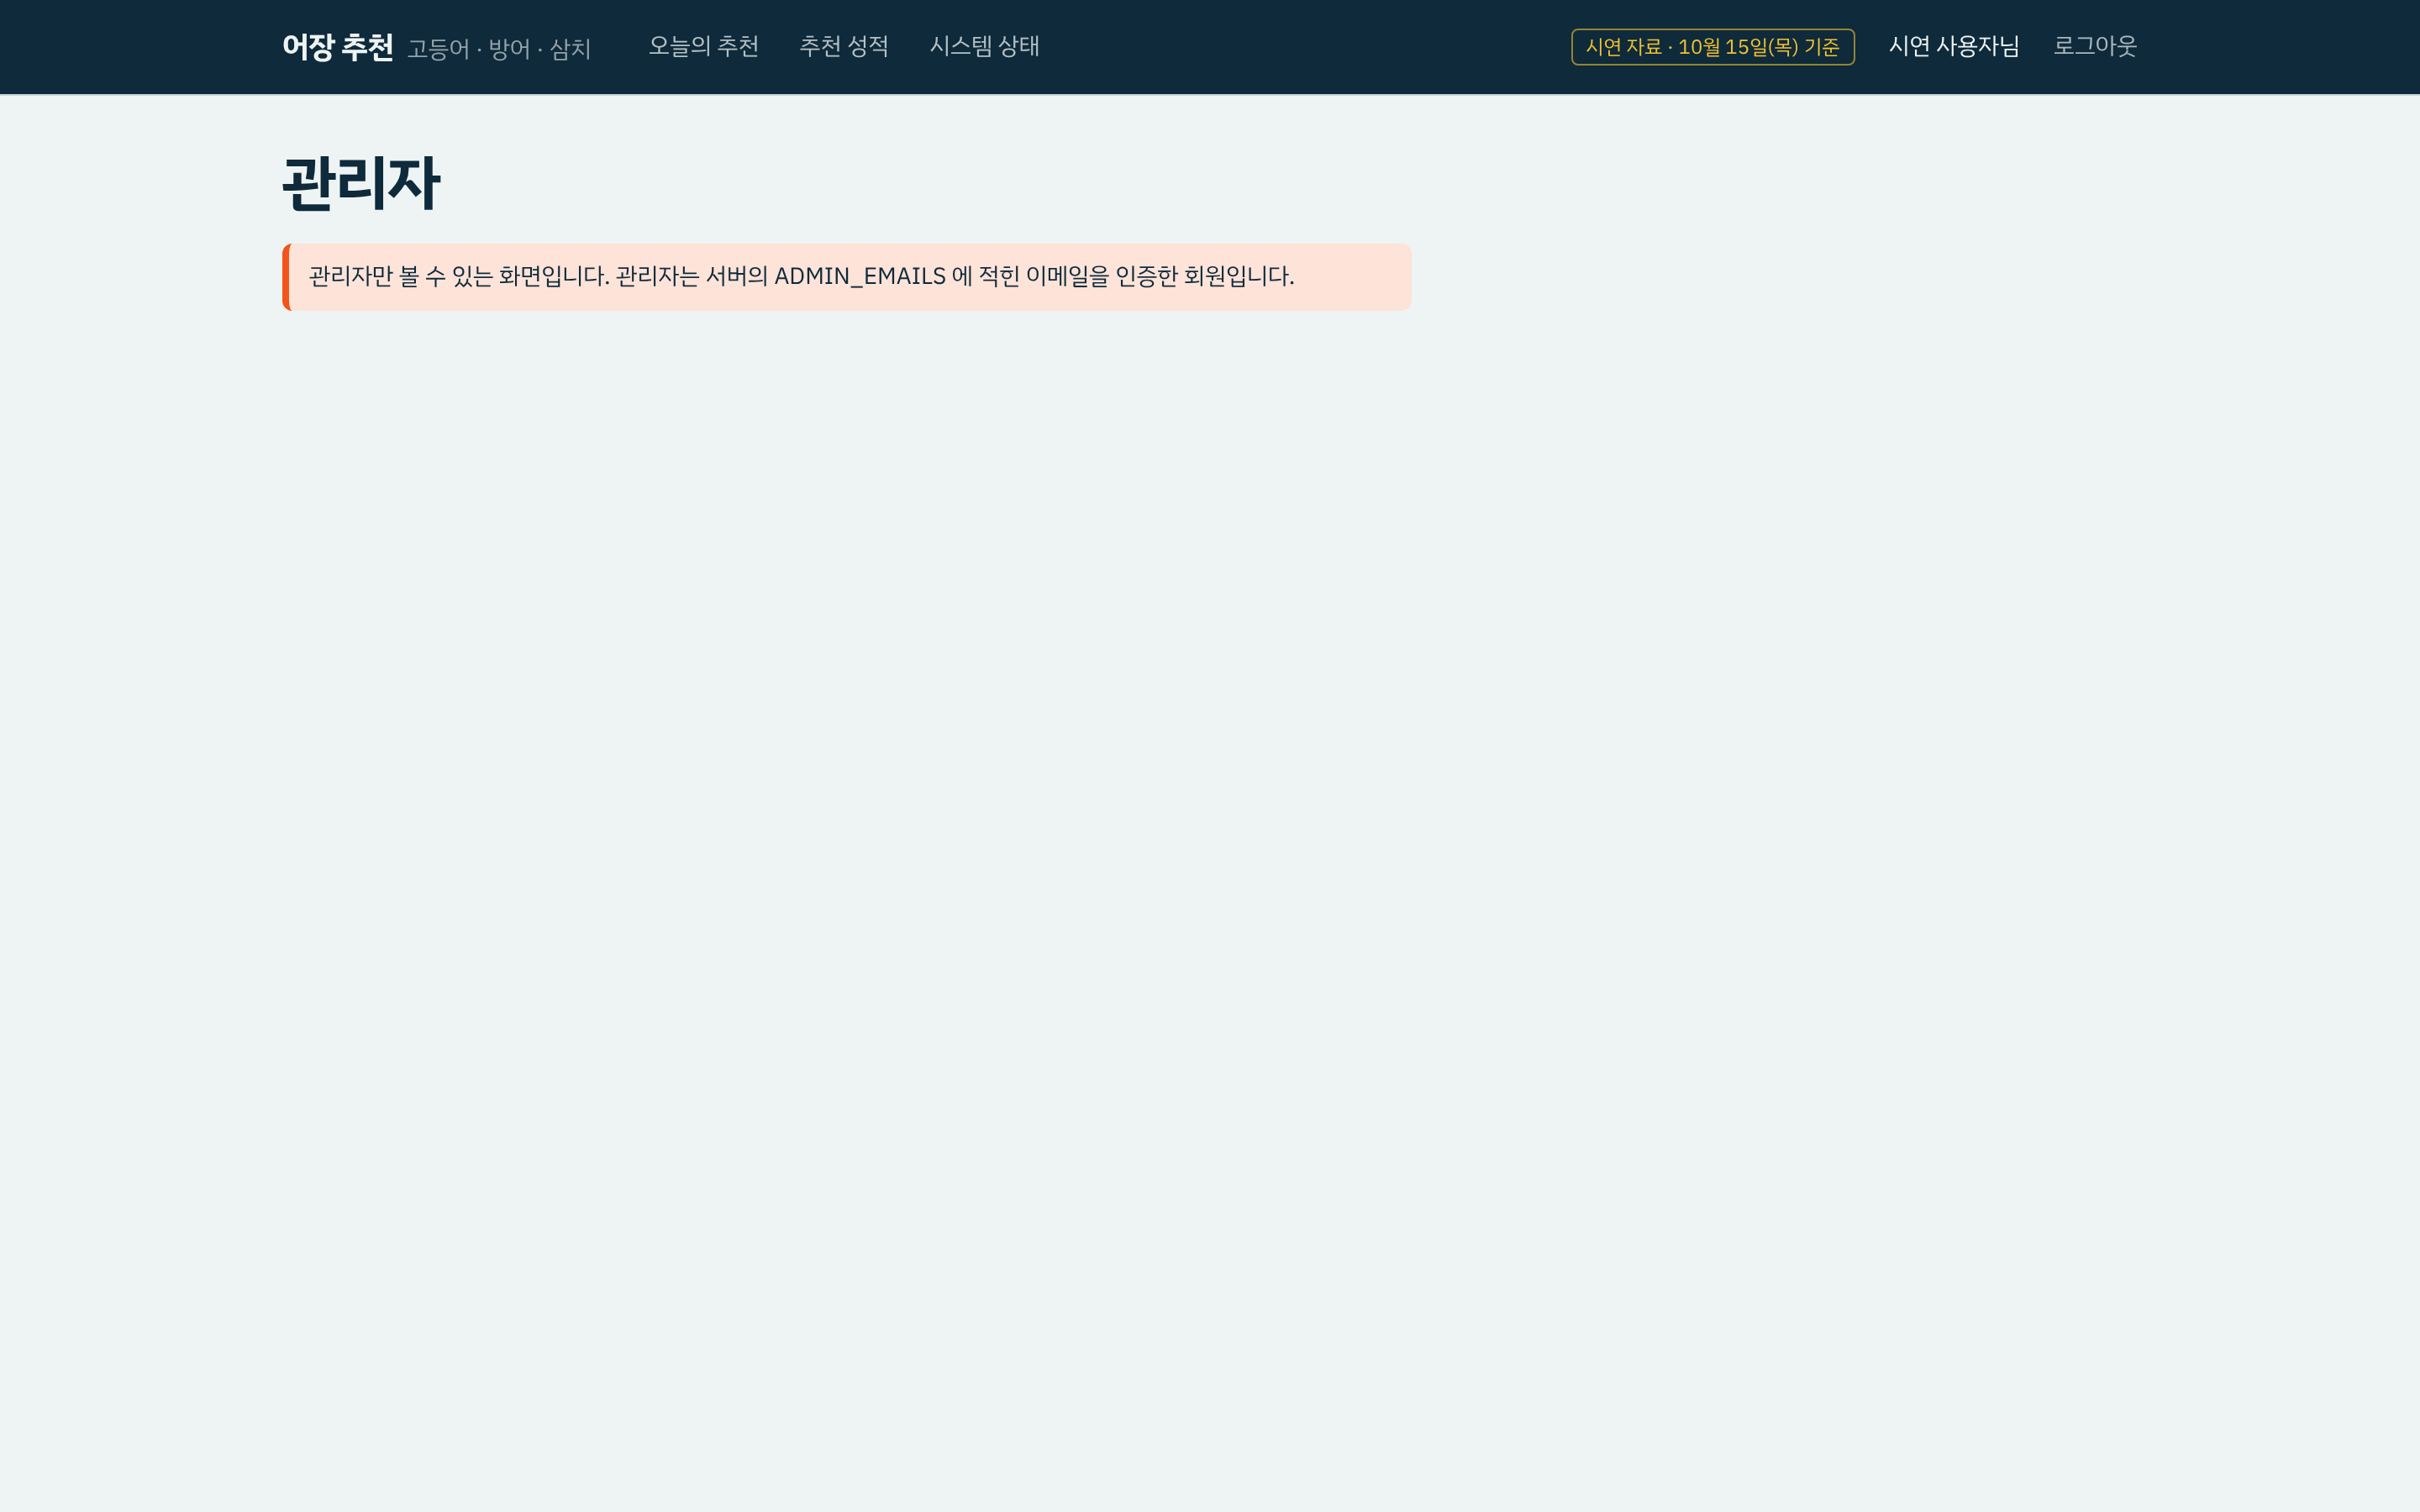 어장 추천 고등어 · 방어 · 삼치 오늘의 추천 추천 성적 시스템 상태 시연 자료 · 10월 15일(목) 기준 시연 사용자님 로그아웃
관리자
관리자만 볼 수 있는 화면입니다. 관리자는 서버의 ADMIN_EMAILS 에 적힌 이메일을 인증한 회원입니다.